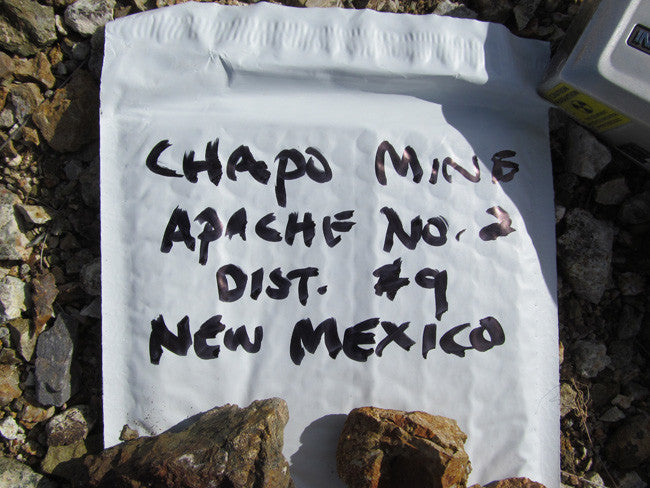 CHAPO MINE
APACHE NO. 2
DIST. #9
NEW MEXICO